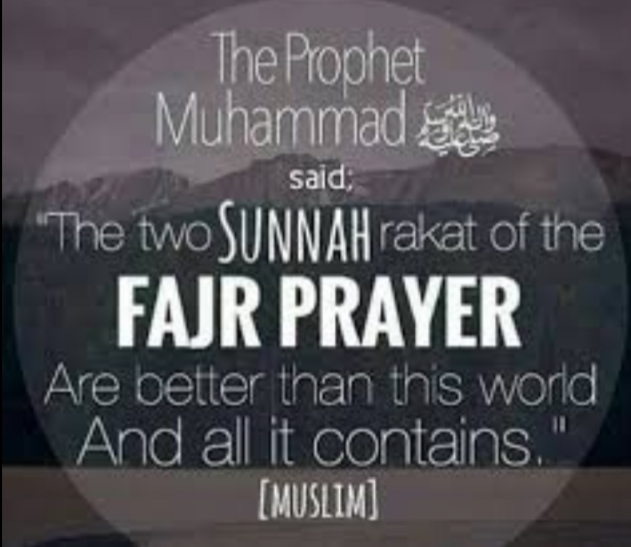 The Prophet
Muhammad ﷺ
said;
"The two SUNNAH rakat of the
FAJR PRAYER
Are better than this world
And all it contains."
[MUSLIM]